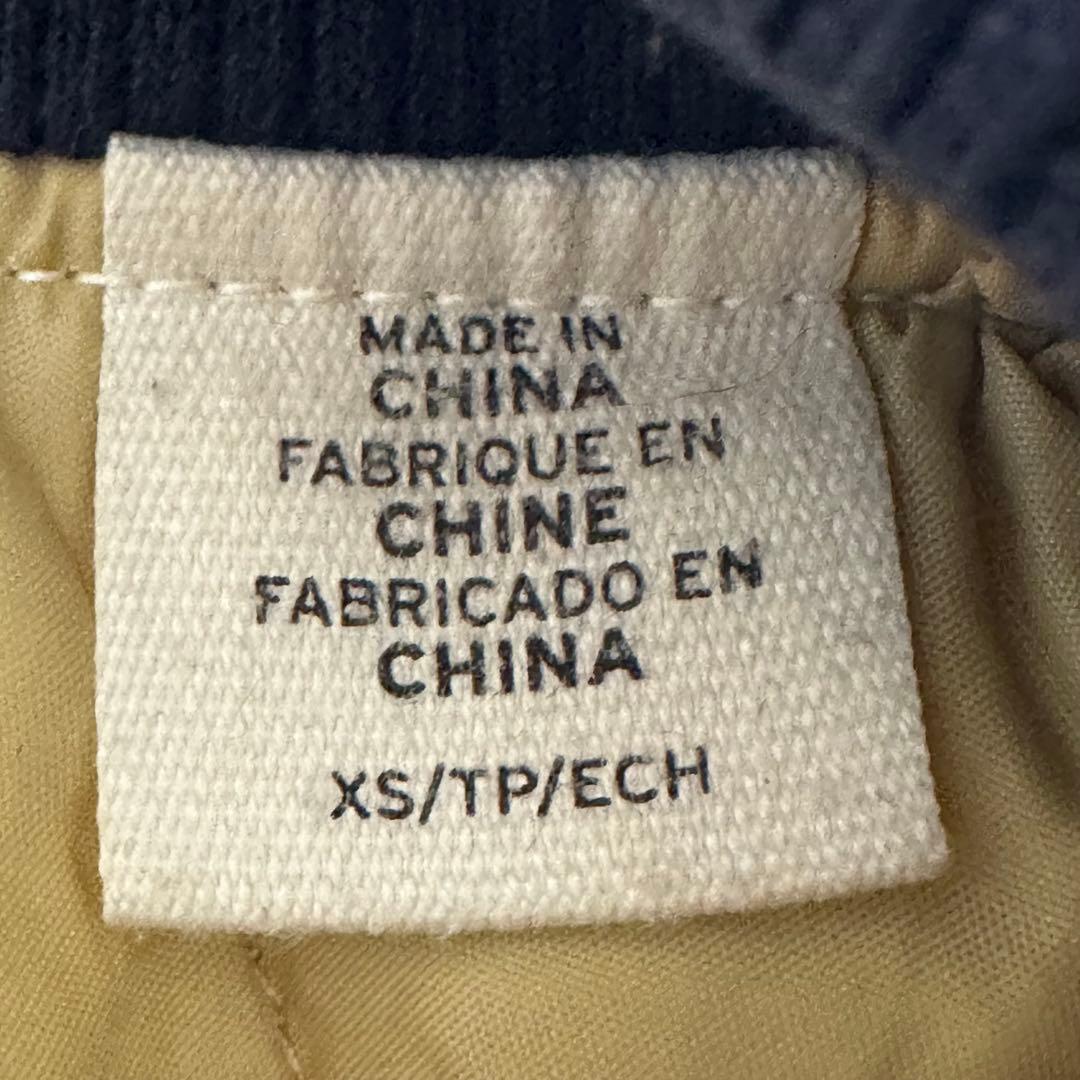 MADE IN
CHINA
FABRIQUE EN
CHINE
FABRICADO EN
CHINA
XS/TP/ECH